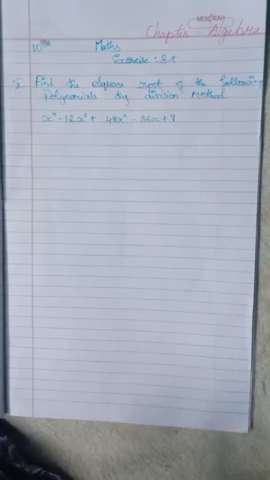 Chapter - Algebra
10th Maths
Exercise : 3.8
Find the square root of the following
Polynomials by division Method
x⁴ - 12x³ + 42x² - 36x + 9